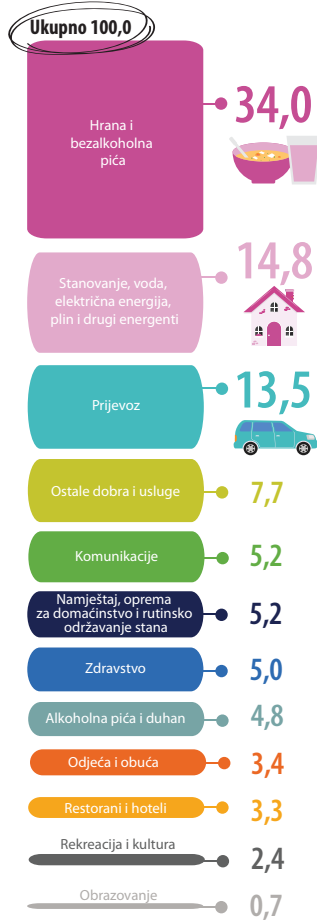 Ukupno 100,0
Hrana i
bezalkoholna
pića
34,0
Stanovanje, voda,
električna energija,
plin i drugi energenti
14,8
Prijevoz
13,5
Ostale dobra i usluge
7,7
Komunikacije
5,2
Namještaj, oprema
za domaćinstvo i rutinsko
održavanje stana
5,2
Zdravstvo
5,0
Alkoholna pića i duhan
4,8
Odjeća i obuća
3,4
Restorani i hoteli
3,3
Rekreacija i kultura
2,4
Obrazovanje
0,7